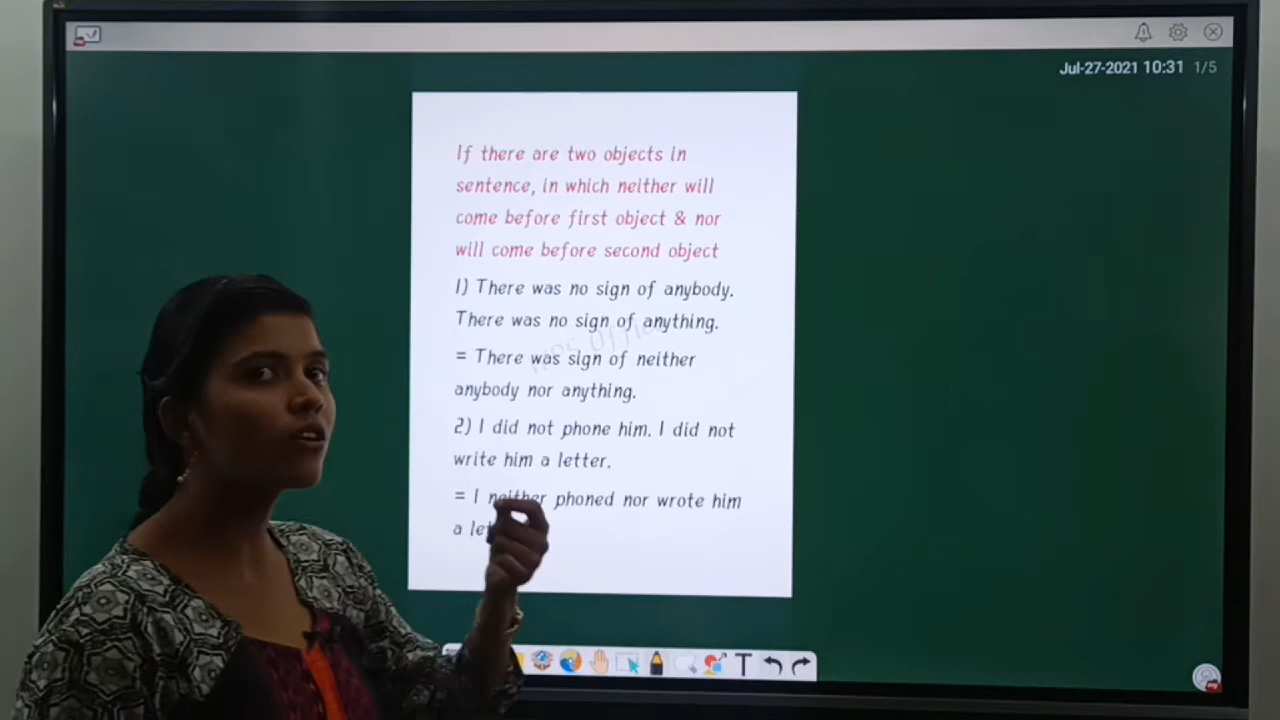 Jul-27-2021 10:31 1/5
If there are two objects in
sentence, in which neither will
come before first object & nor
will come before second object
1) There was no sign of anybody.
There was no sign of anything.
= There was sign of neither
anybody nor anything.
2) I did not phone him. I did not
write him a letter.
= I neither phoned nor wrote him
a
T